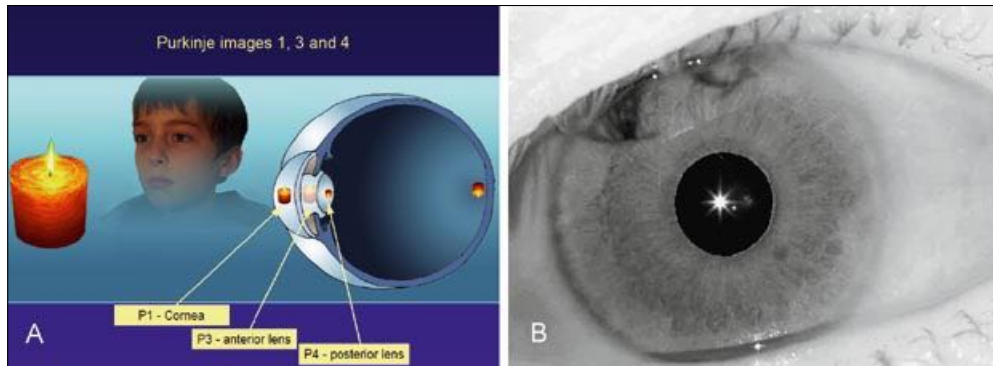 Purkinje images 1, 3 and 4
P1 - Cornea
P3 - anterior lens
P4 - posterior lens
A
B